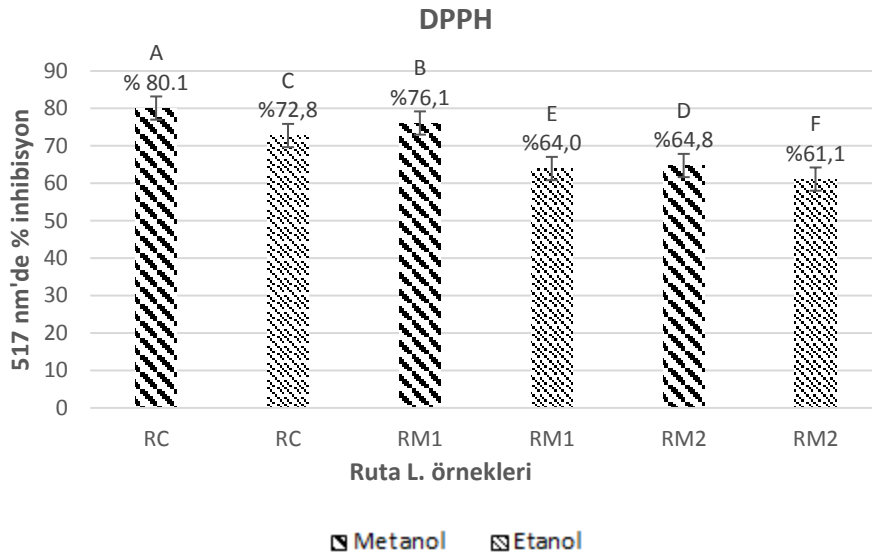 DPPH
517 nm'de % inhibisyon
90
80
70
60
50
40
30
20
10
0
A
% 80.1
C
%72,8
B
%76,1
E
%64,0
D
%64,8
F
%61,1
RC RC RM1 RM1 RM2 RM2
Ruta L. örnekleri
Metanol Etanol